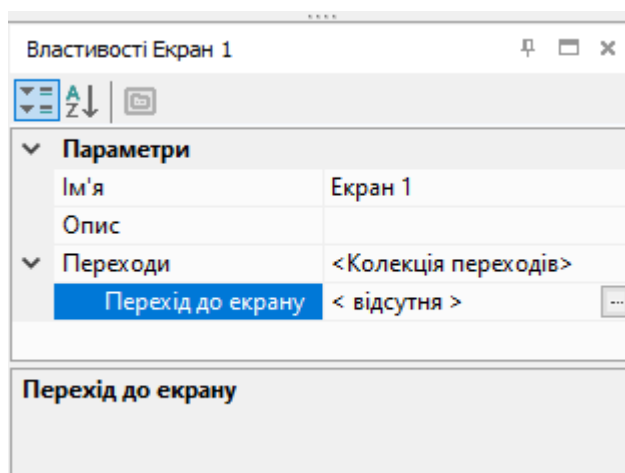 Властивості Екран 1
Параметри
Ім'я Екран 1
Опис
Переходи <Колекція переходів>
Перехід до екрану < відсутня > ...
Перехід до екрану